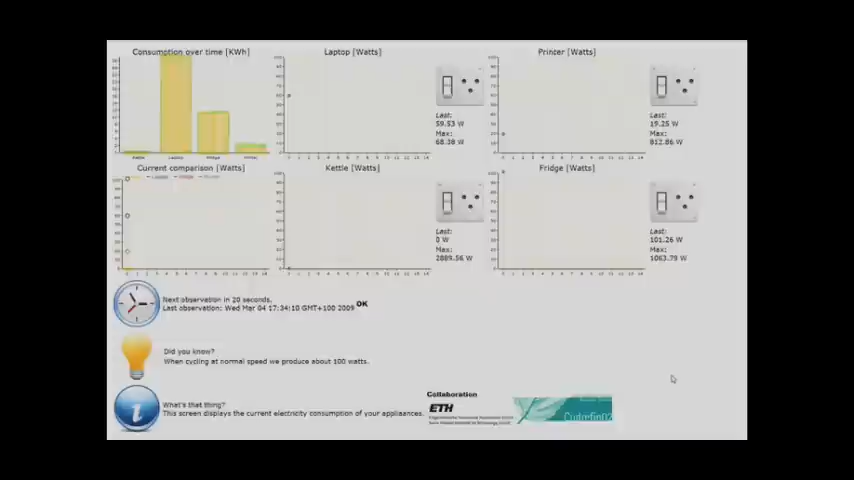 Consumption over time [KWh]
Laptop [Watts]
Printer [Watts]
Last:
59.53 W
Max:
68.38 W
Last:
19.25 W
Max:
812.86 W
Current comparison [Watts]
Kettle [Watts]
Fridge [Watts]
Last:
0 W
Max:
2889.56 W
Last:
101.26 W
Max:
1063.79 W
Next observation in 20 seconds.
Last observation: Wed Mar 04 17:34:10 GMT+100 2009
OK
Did you know?
When cycling at normal speed we produce about 100 watts.
What's that thing?
This screen displays the current electricity consumption of your appliances.
Collaboration
ETH
Cudrefin02